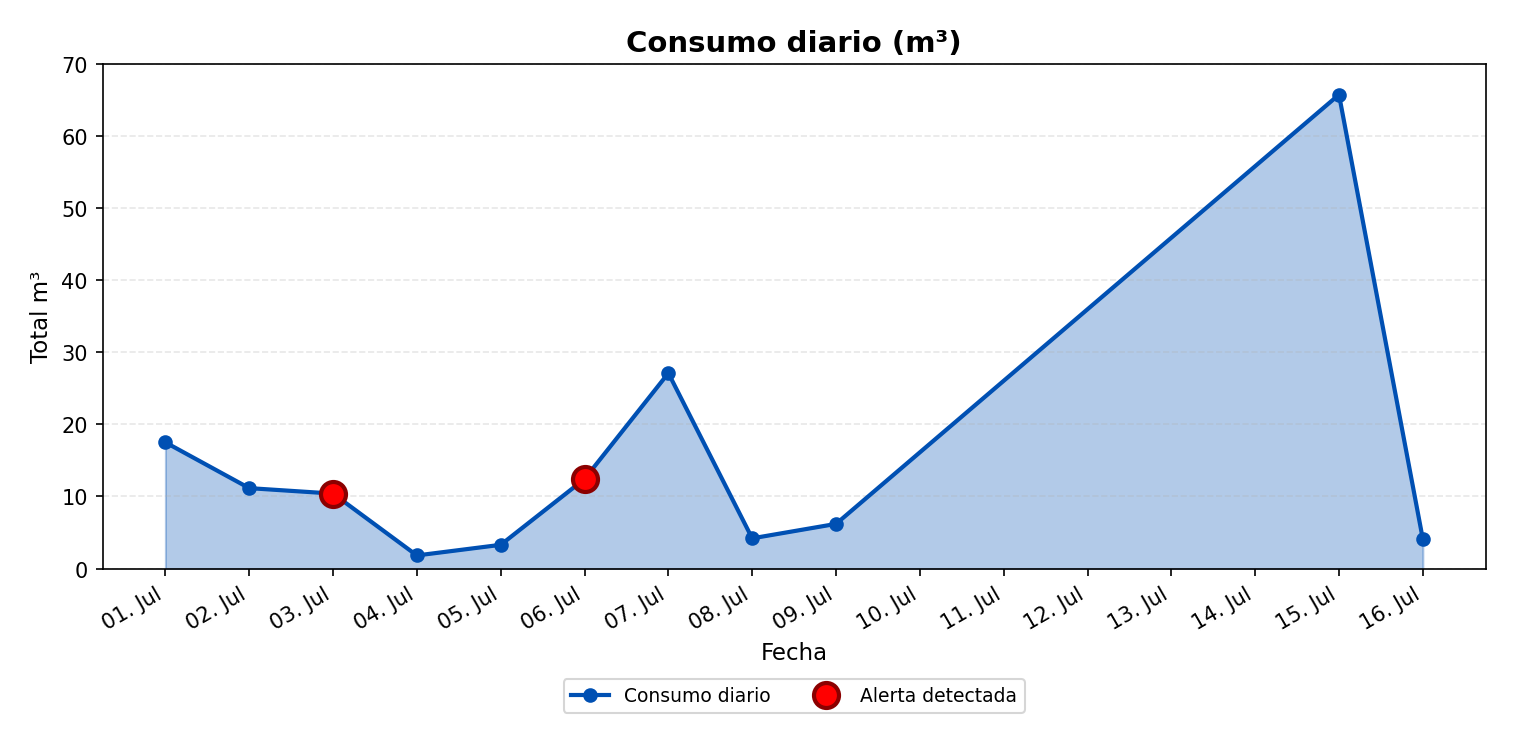 Consumo diario (m³)
Total m³
70
60
50
40
30
20
10
0
01. Jul
02. Jul
03. Jul
04. Jul
05. Jul
06. Jul
07. Jul
08. Jul
09. Jul
10. Jul
11. Jul
12. Jul
13. Jul
14. Jul
15. Jul
16. Jul
Fecha
Consumo diario
Alerta detectada